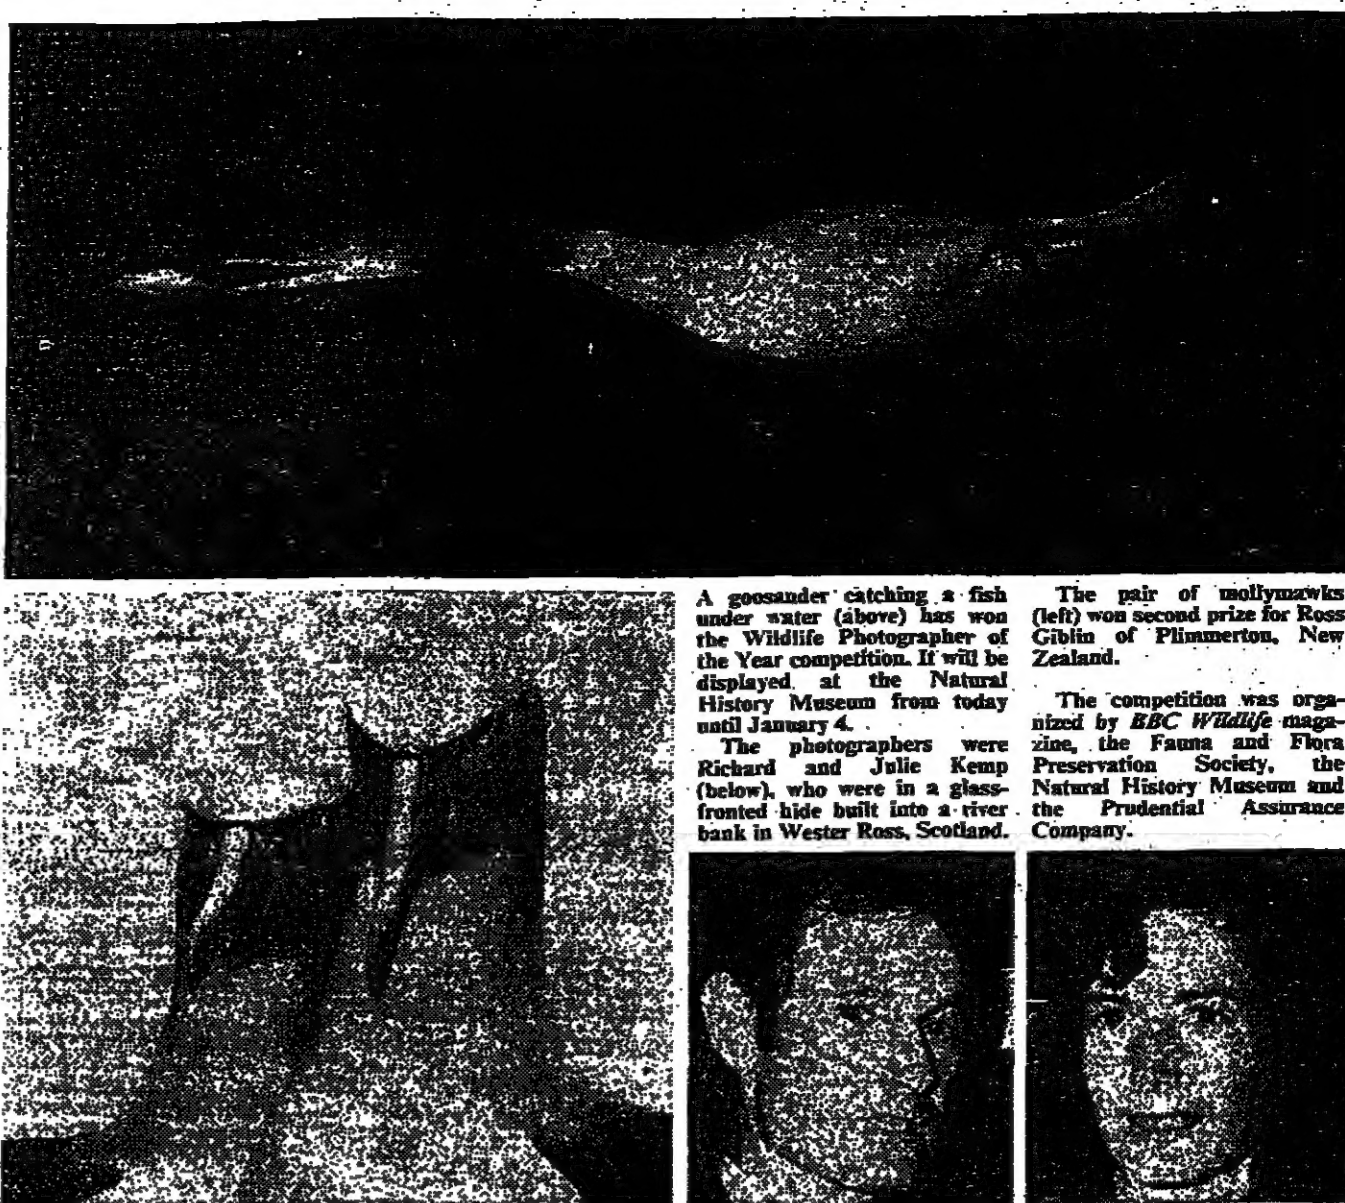 A goosander catching a fish
under water (above) has won
the Wildlife Photographer of
the Year competition. It will be
displayed at the Natural
History Museum from today
until January 4.
The photographers were
Richard and Julie Kemp
(below), who were in a glass-
fronted hide built into a river
bank in Wester Ross, Scotland.
The pair of mollymawks
(left) won second prize for Ross
Giblin of Plimmerton, New
Zealand.
The competition was orga-
nized by BBC Wildlife maga-
zine, the Fauna and Flora
Preservation Society, the
Natural History Museum and
the Prudential Assurance
Company.